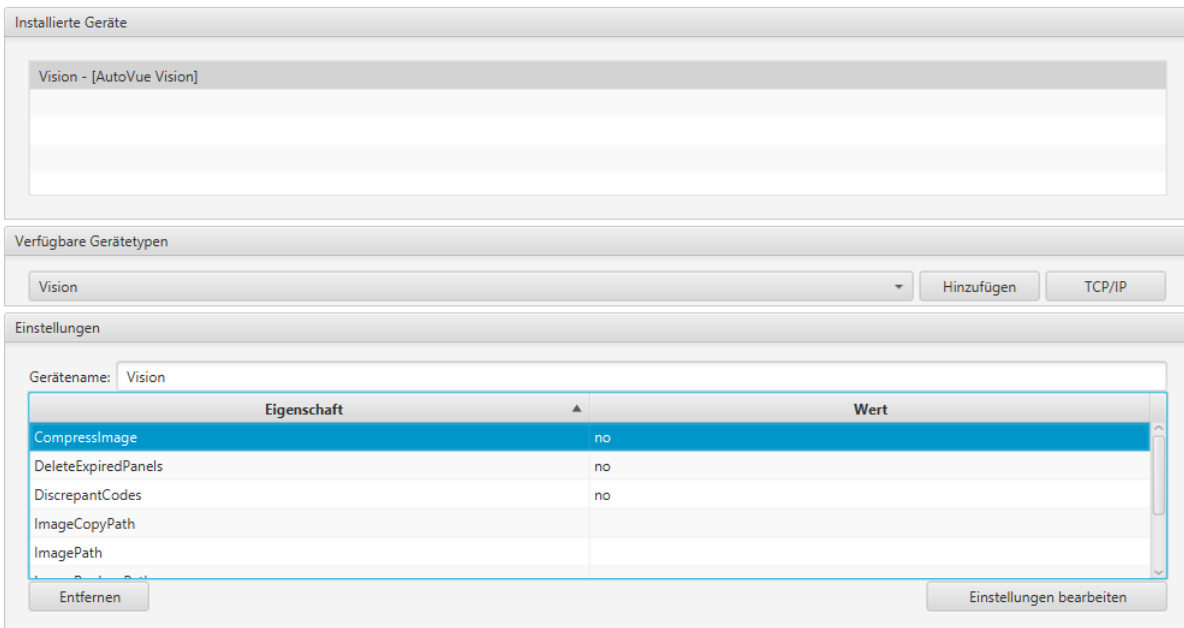 Installierte Geräte
Vision - [AutoVue Vision]
Verfügbare Gerätetypen
Vision Hinzufügen TCP/IP
Einstellungen
Gerätename: Vision
Eigenschaft Wert
CompressImage no
DeleteExpiredPanels no
DiscrepantCodes no
ImageCopyPath
ImagePath
Entfernen Einstellungen bearbeiten